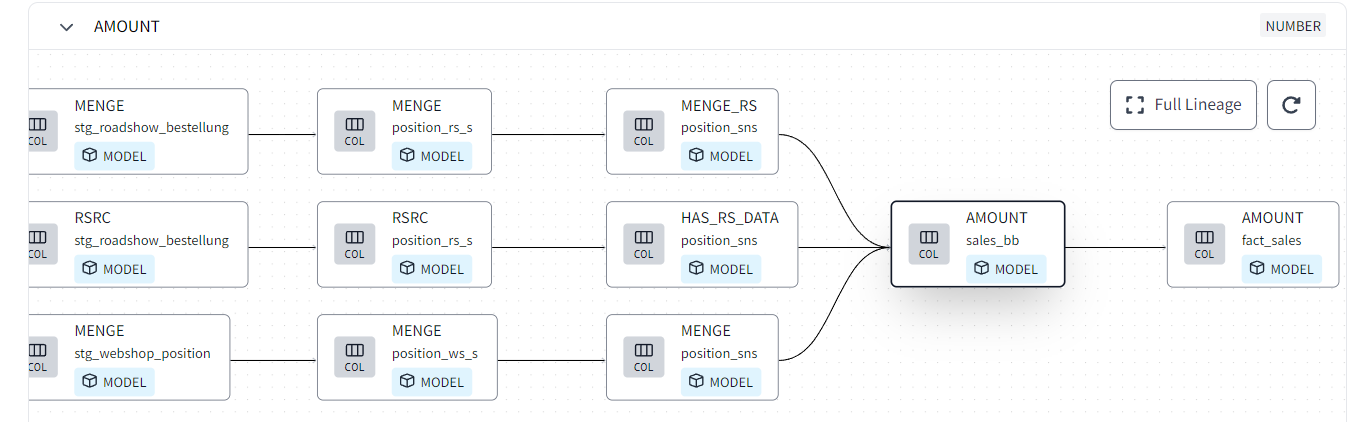 AMOUNT
NUMBER
Full Lineage
MENGE
stg_roadshow_bestellung
COL
MODEL
MENGE
position_rs_s
COL
MODEL
MENGE_RS
position_sns
COL
MODEL
RSRC
stg_roadshow_bestellung
COL
MODEL
RSRC
position_rs_s
COL
MODEL
HAS_RS_DATA
position_sns
COL
MODEL
AMOUNT
sales_bb
COL
MODEL
AMOUNT
fact_sales
COL
MODEL
MENGE
stg_webshop_position
COL
MODEL
MENGE
position_ws_s
COL
MODEL
MENGE
position_sns
COL
MODEL